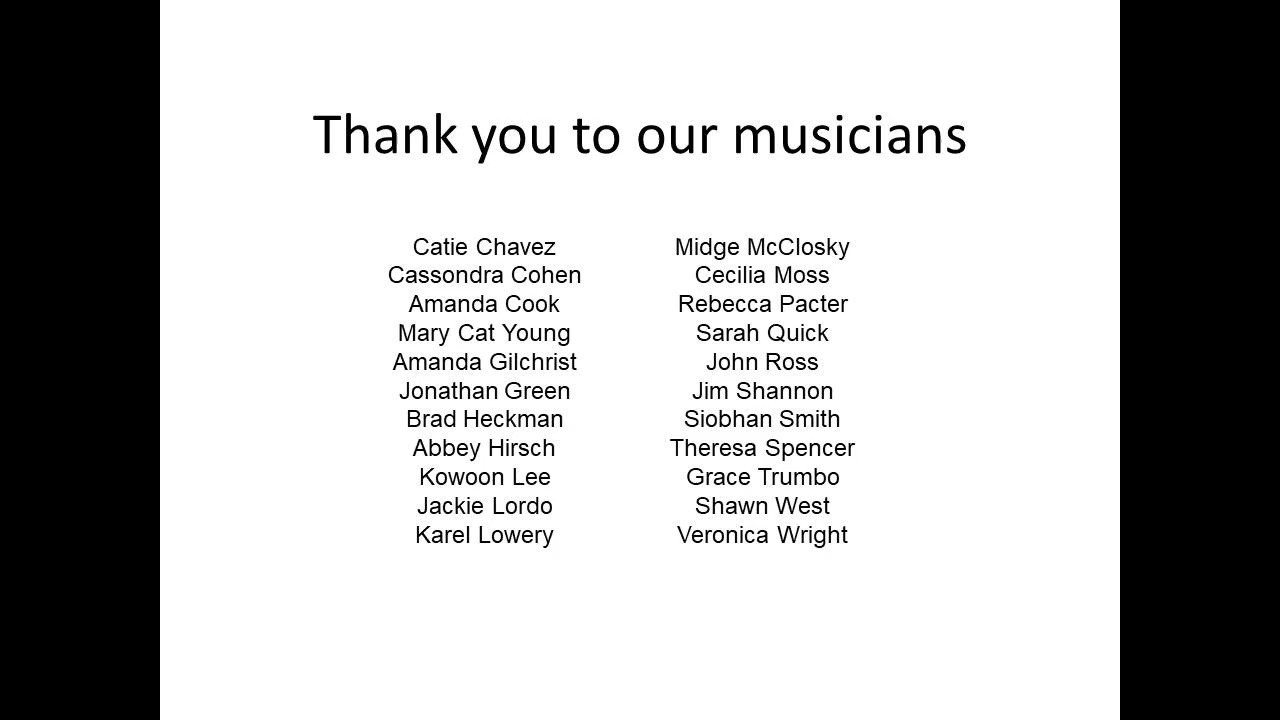 Thank you to our musicians
Catie Chavez
Cassondra Cohen
Amanda Cook
Mary Cat Young
Amanda Gilchrist
Jonathan Green
Brad Heckman
Abbey Hirsch
Kowoon Lee
Jackie Lordo
Karel Lowery
Midge McClosky
Cecilia Moss
Rebecca Pacter
Sarah Quick
John Ross
Jim Shannon
Siobhan Smith
Theresa Spencer
Grace Trumbo
Shawn West
Veronica Wright